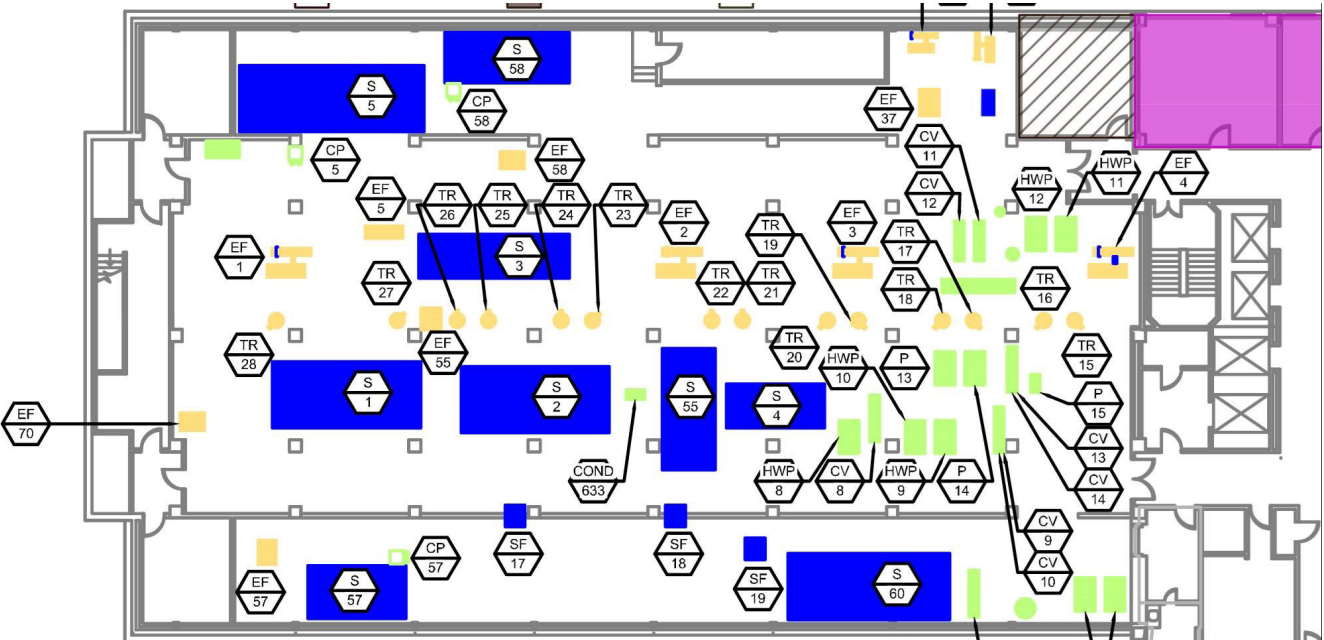 S
58
S
5
CP
58
EF
37
CV
11
CP
5
EF
58
HWP
11
EF
4
HWP
12
CV
12
EF
5
TR
26
TR
25
TR
24
TR
23
EF
2
TR
19
EF
3
TR
17
EF
1
S
3
TR
27
TR
22
TR
21
TR
18
TR
16
TR
28
EF
55
TR
20
HWP
10
P
13
TR
15
S
1
S
2
S
55
S
4
P
15
EF
70
CV
13
COND
633
HWP
8
CV
8
HWP
9
P
14
CV
14
CV
9
SF
17
SF
18
CP
57
CV
10
EF
57
S
57
SF
19
S
60